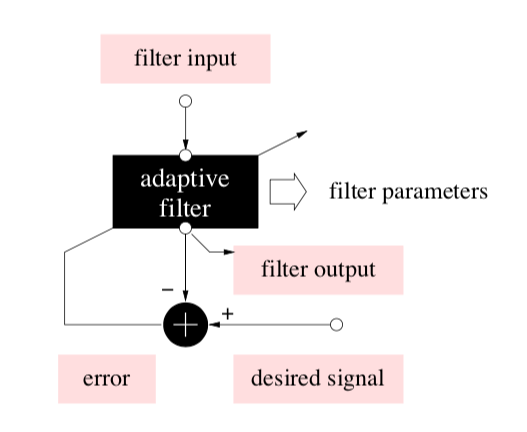 filter input
adaptive
filter
filter parameters
filter output
−
+
+
error
desired signal